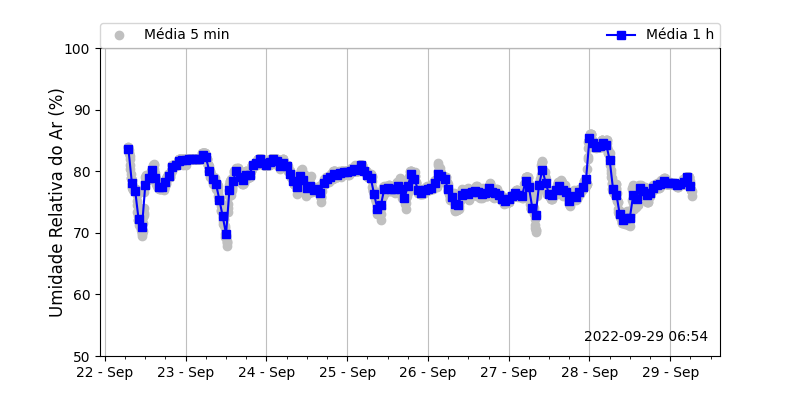 Média 5 min
Média 1 h
100
90
80
70
60
50
Umidade Relativa do Ar (%)
2022-09-29 06:54
22 - Sep
23 - Sep
24 - Sep
25 - Sep
26 - Sep
27 - Sep
28 - Sep
29 - Sep